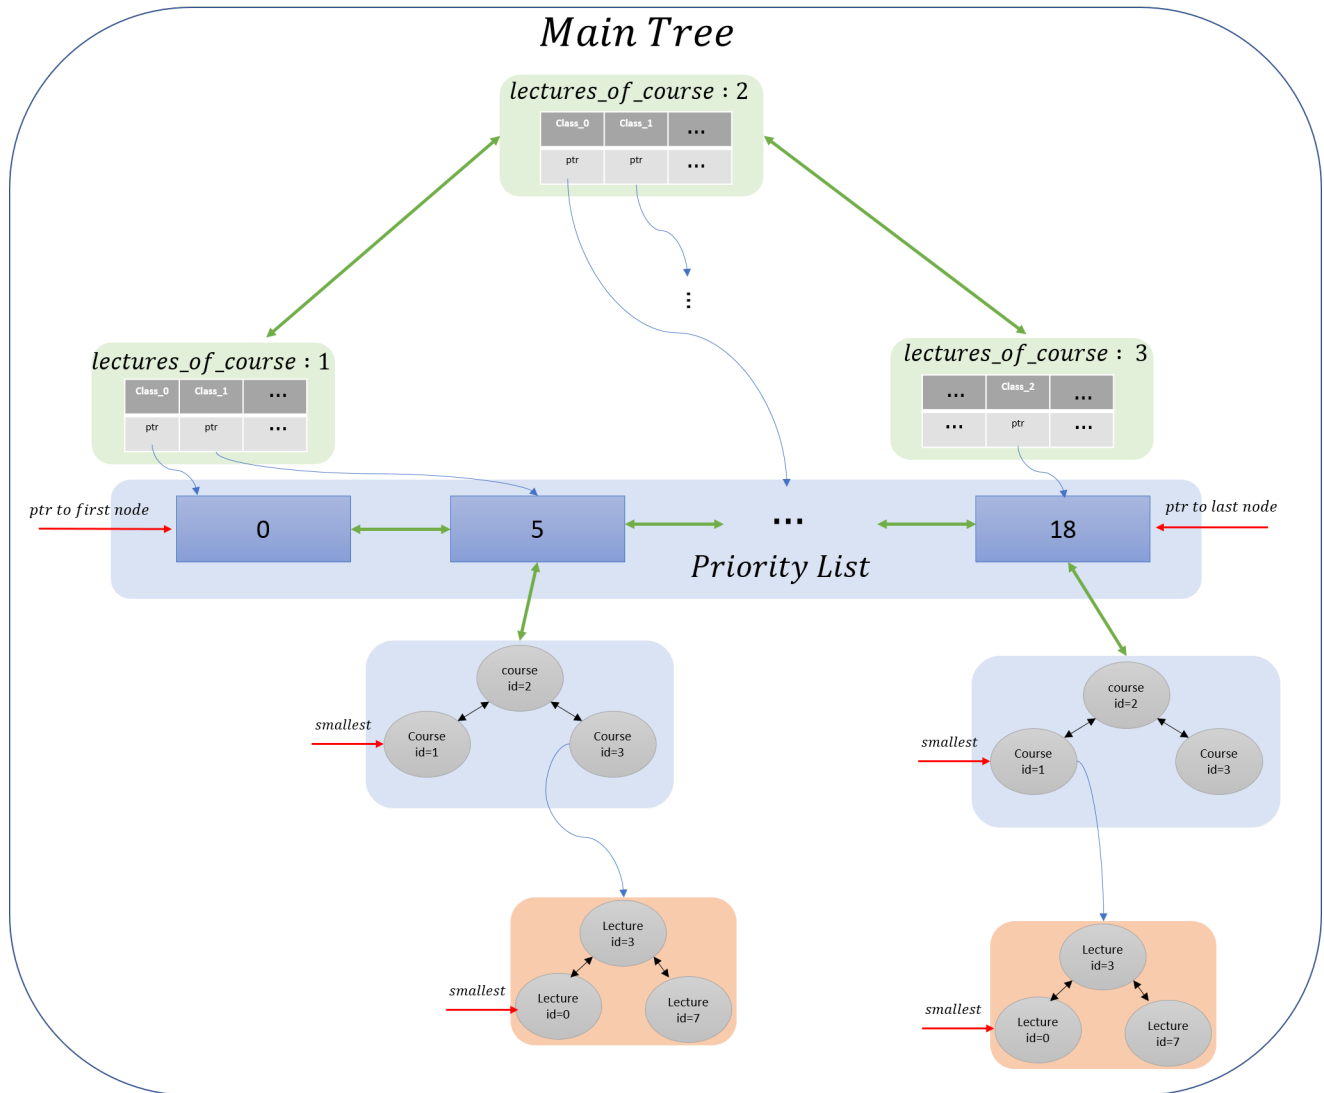 Main Tree
lectures_of_course : 2
Class_0 Class_1 ...
ptr ptr ...
...
lectures_of_course : 1
Class_0 Class_1 ...
ptr ptr ...
lectures_of_course : 3
... Class_2 ...
... ptr ...
ptr to first node
0
5
...
18
ptr to last node
Priority List
course
id=2
smallest
Course
id=1
Course
id=3
course
id=2
smallest
Course
id=1
Course
id=3
Lecture
id=3
smallest
Lecture
id=0
Lecture
id=7
Lecture
id=3
smallest
Lecture
id=0
Lecture
id=7